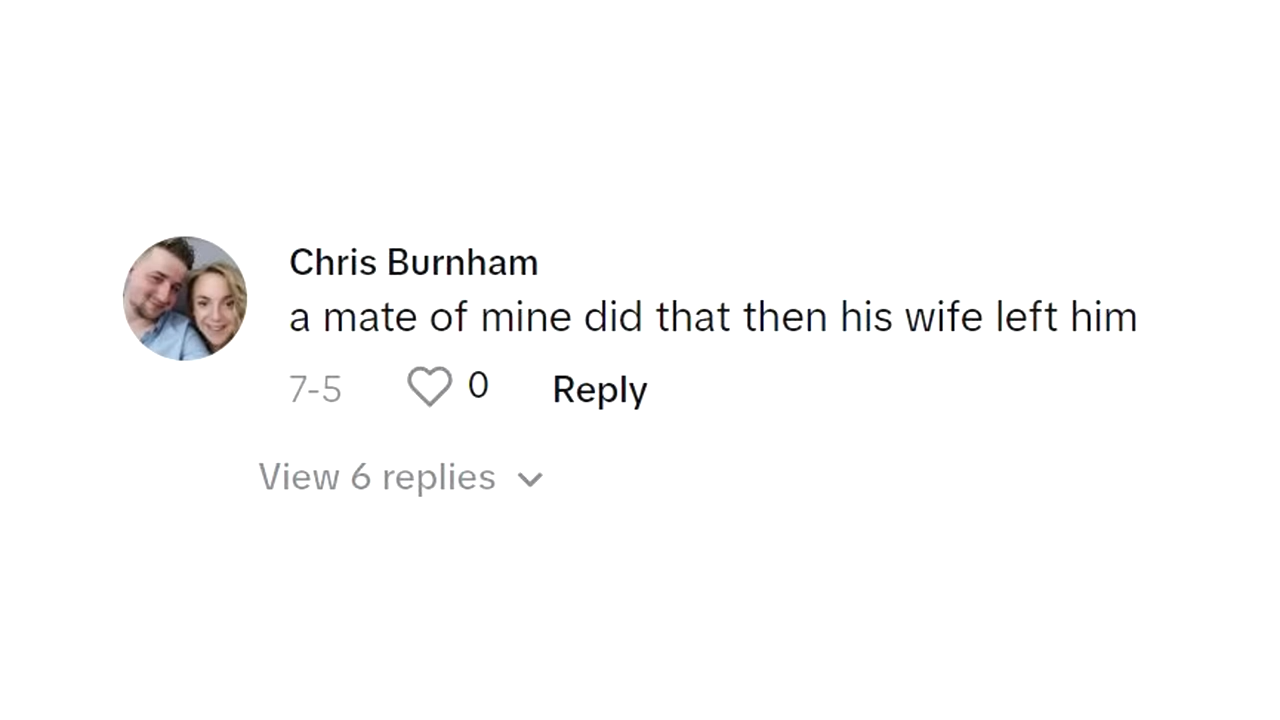 Chris Burnham
a mate of mine did that then his wife left him
7-5 0 Reply
View 6 replies